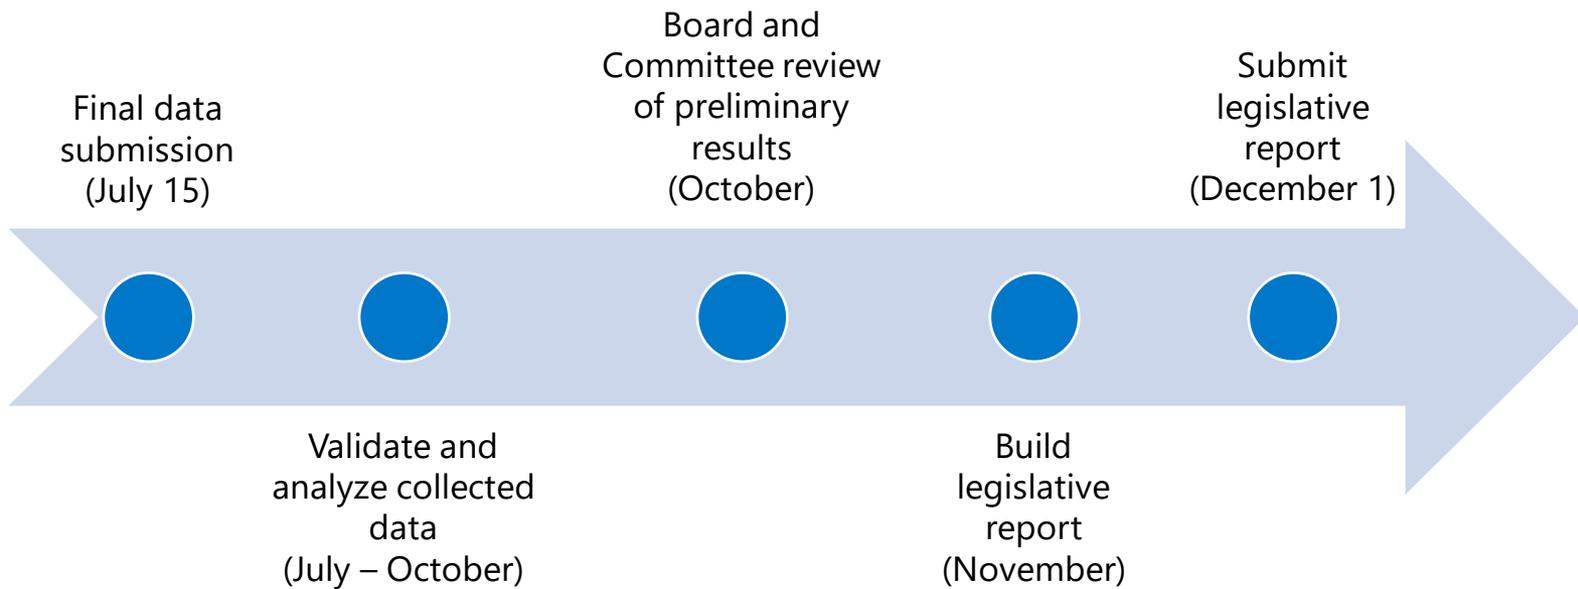 Final data
submission
(July 15)
Validate and
analyze collected
data
(July – October)
Board and
Committee review
of preliminary
results
(October)
Build
legislative
report
(November)
Submit
legislative
report
(December 1)